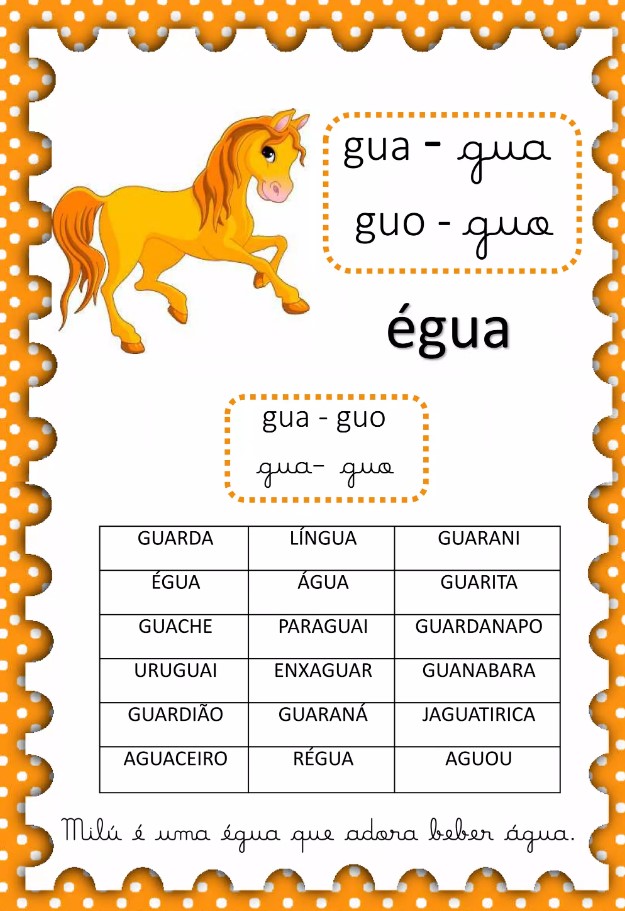 gua - gua
guo - guo
égua
gua - guo
gua- guo
GUARDA LÍNGUA GUARANI
ÉGUA ÁGUA GUARITA
GUACHE PARAGUAI GUARDANAPO
URUGUAI ENXAGUAR GUANABARA
GUARDIÃO GUARANÁ JAGUATIRICA
AGUACEIRO RÉGUA AGUOU
Milú é uma égua que adora beber água.